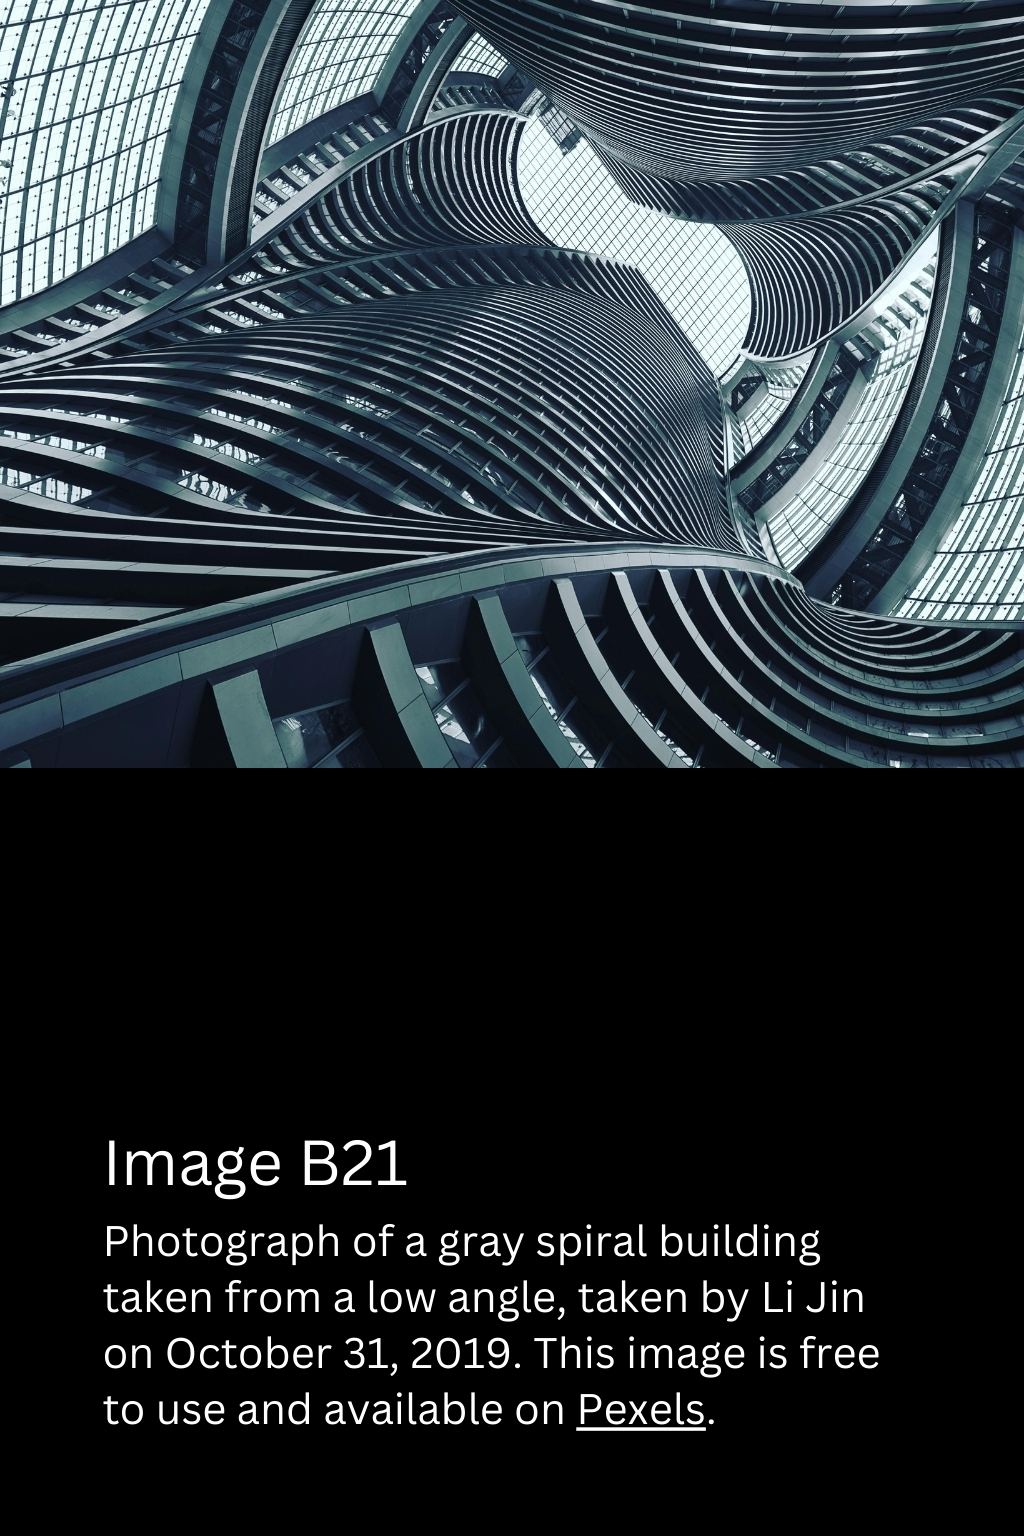 Image B21
Photograph of a gray spiral building
taken from a low angle, taken by Li Jin
on October 31, 2019. This image is free
to use and available on Pexels.